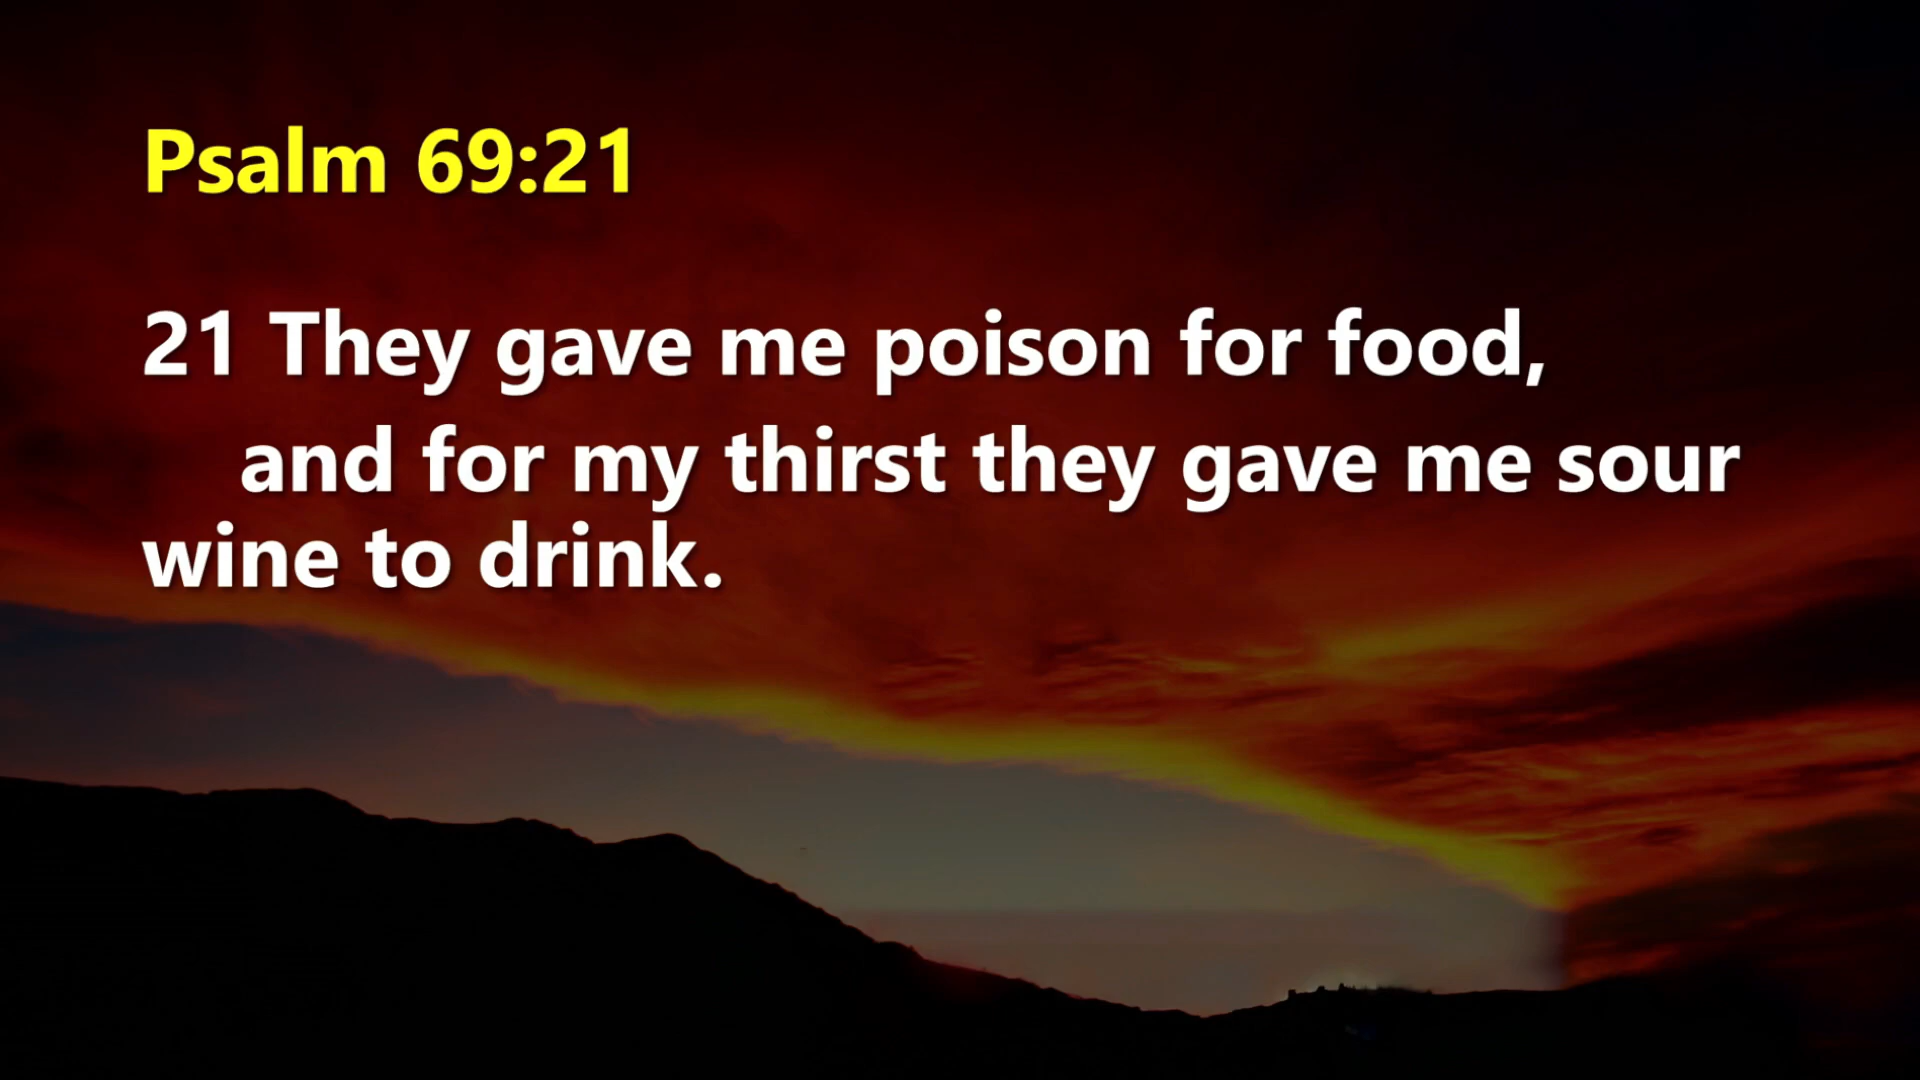 Psalm 69:21
21 They gave me poison for food,
and for my thirst they gave me sour
wine to drink.